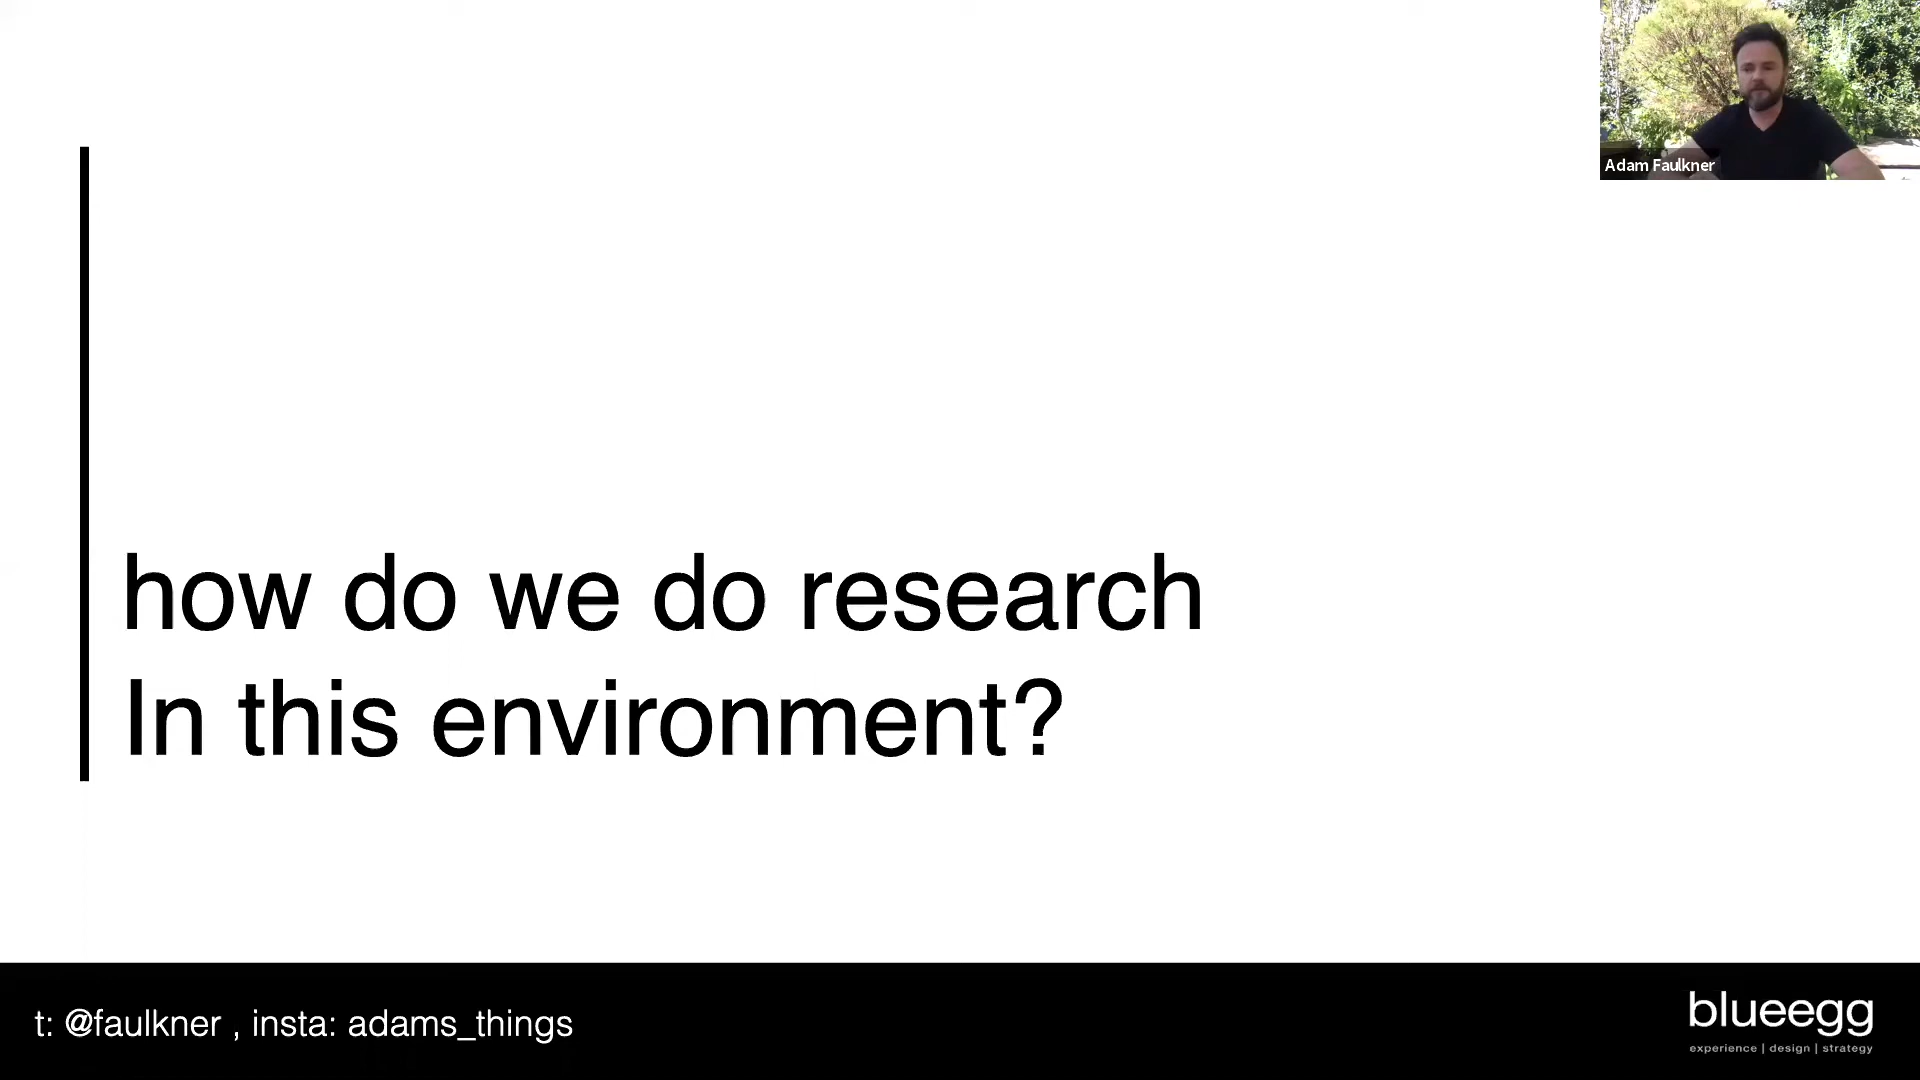 Adam Faulkner
how do we do research
In this environment?
t: @faulkner , insta: adams_things
blueegg
experience | design | strategy